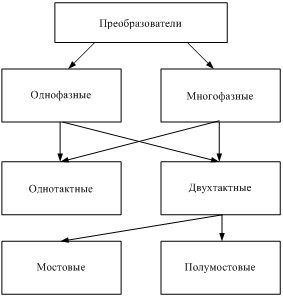 Преобразователи
Однофазные
Многофазные
Однотактные
Двухтактные
Мостовые
Полумостовые